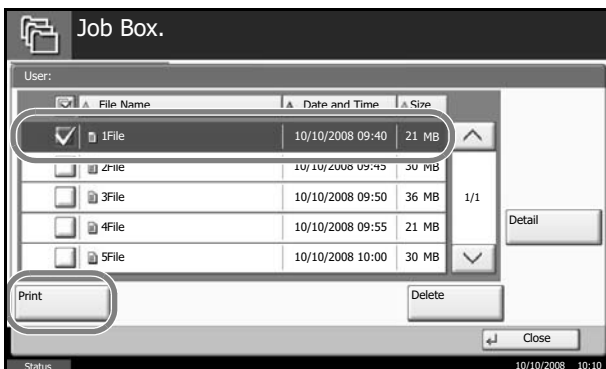 Job Box.
User:
File Name Date and Time Size
1File 10/10/2008 09:40 21 MB
2File 10/10/2008 09:45 30 MB
3File 10/10/2008 09:50 36 MB
1/1
4File 10/10/2008 09:55 21 MB
Detail
5File 10/10/2008 10:00 30 MB
Print Delete
Close
Status 10/10/2008 10:10